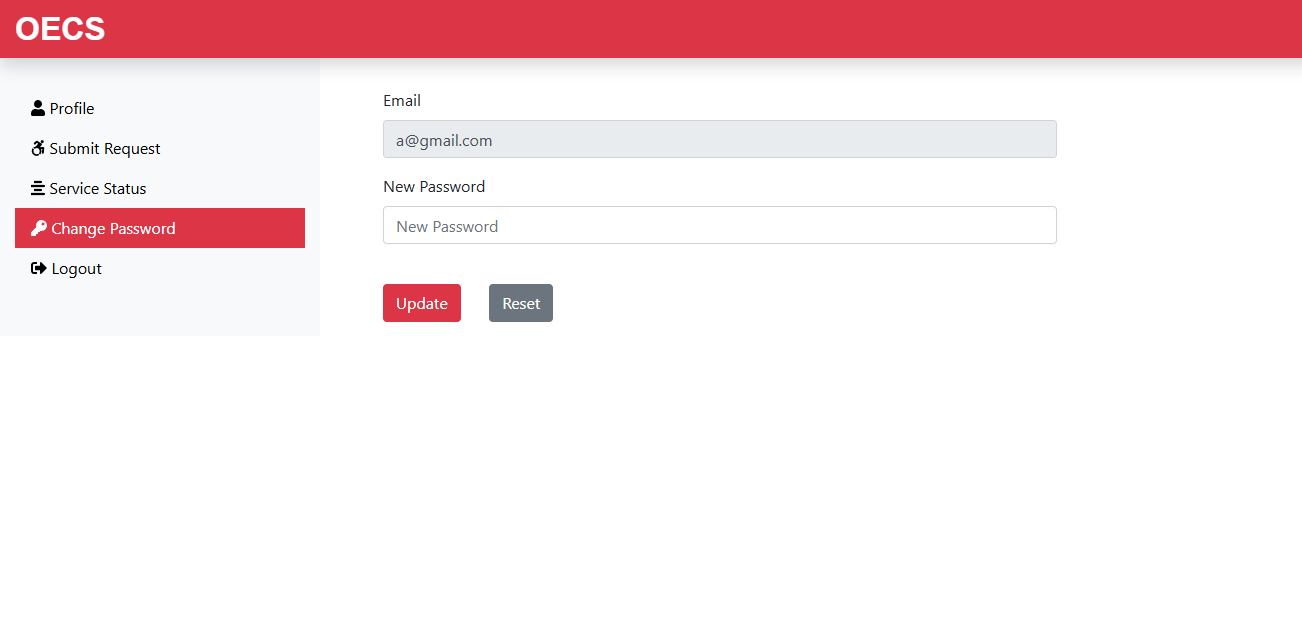 OECS
Profile
Submit Request
Service Status
Change Password
Logout
Email
a@gmail.com
New Password
New Password
Update
Reset